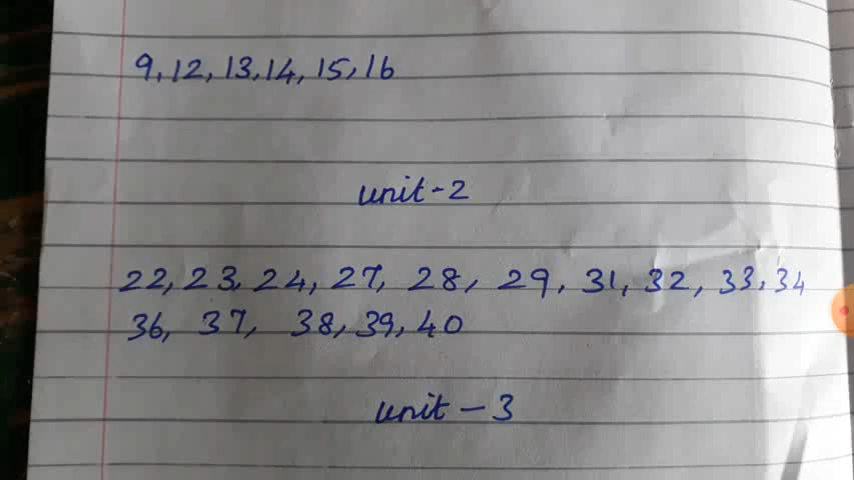 9, 12, 13, 14, 15, 16
unit - 2
22, 23, 24, 27, 28, 29, 31, 32, 33, 34
36, 37, 38, 39, 40
unit - 3